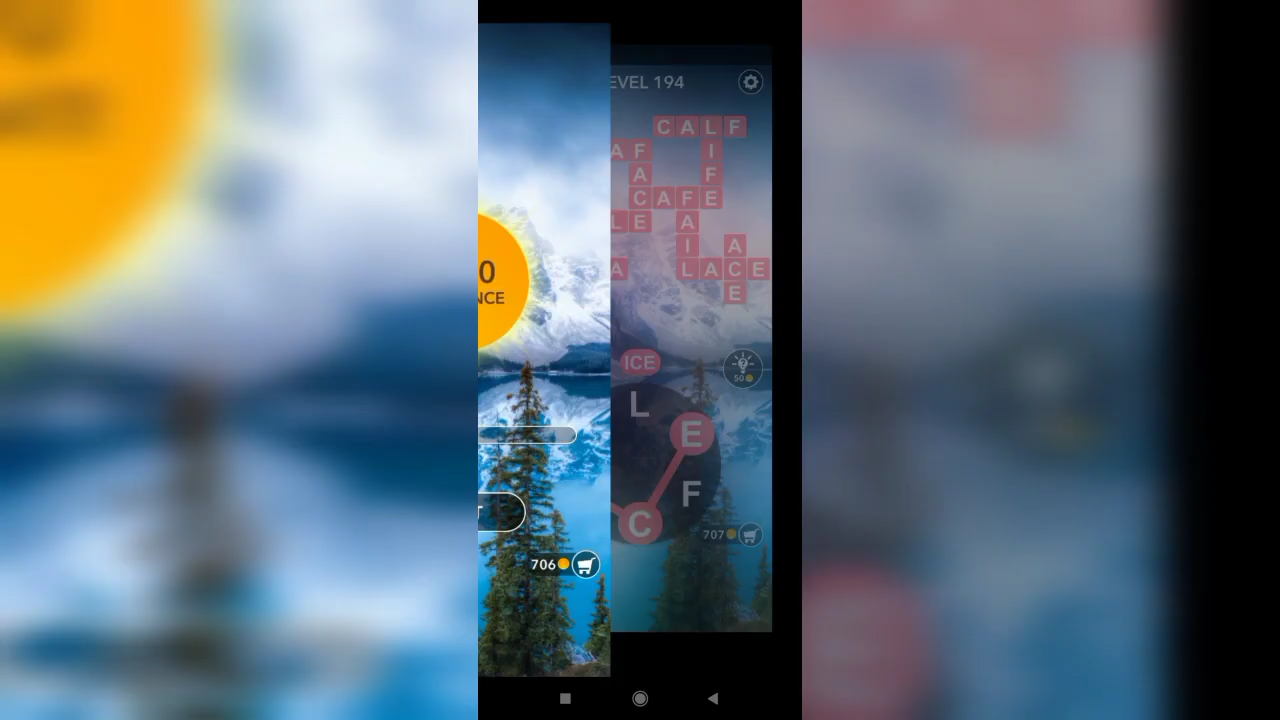 EVEL 194
CALF
AF I
A F
CAFE
LE A
I A
A LACE
E
0
NCE
ICE
50
L
E
F
C
T
707
706